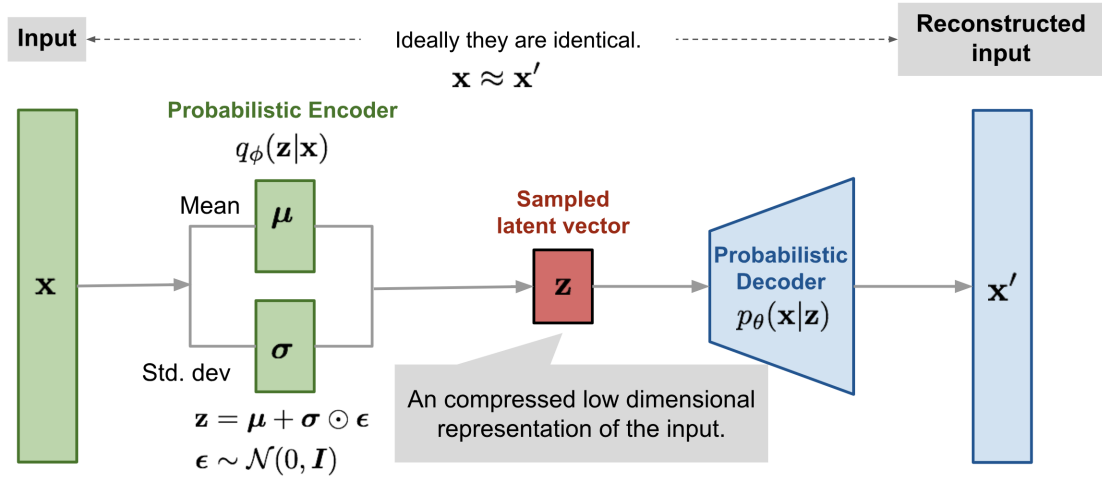 Input
Ideally they are identical.
x ≈ x′
Reconstructed
input
Probabilistic Encoder
qϕ(z|x)
Mean
μ
x
Std. dev
σ
z = μ + σ ⊙ ϵ
ϵ ∼ 𝒩(0, I)
Sampled
latent vector
z
An compressed low dimensional
representation of the input.
Probabilistic
Decoder
pθ(x|z)
x′